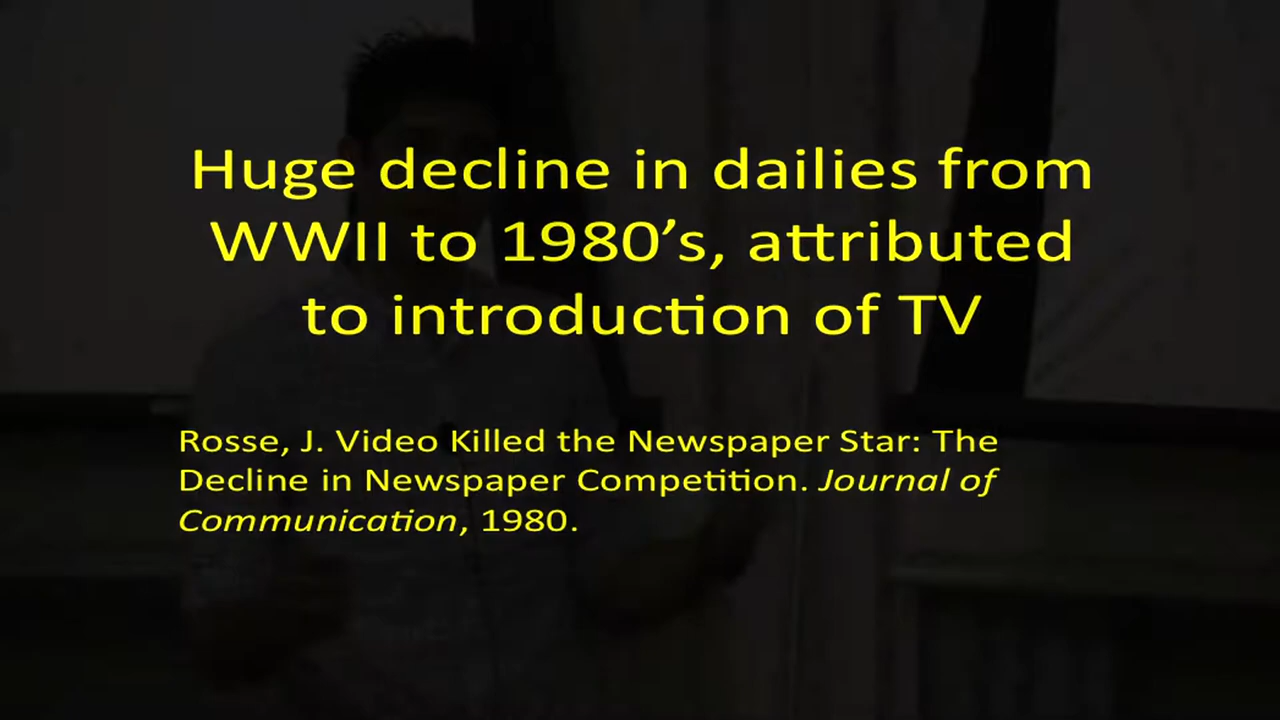 Huge decline in dailies from
WWII to 1980’s, attributed
to introduction of TV
Rosse, J. Video Killed the Newspaper Star: The
Decline in Newspaper Competition. Journal of
Communication, 1980.